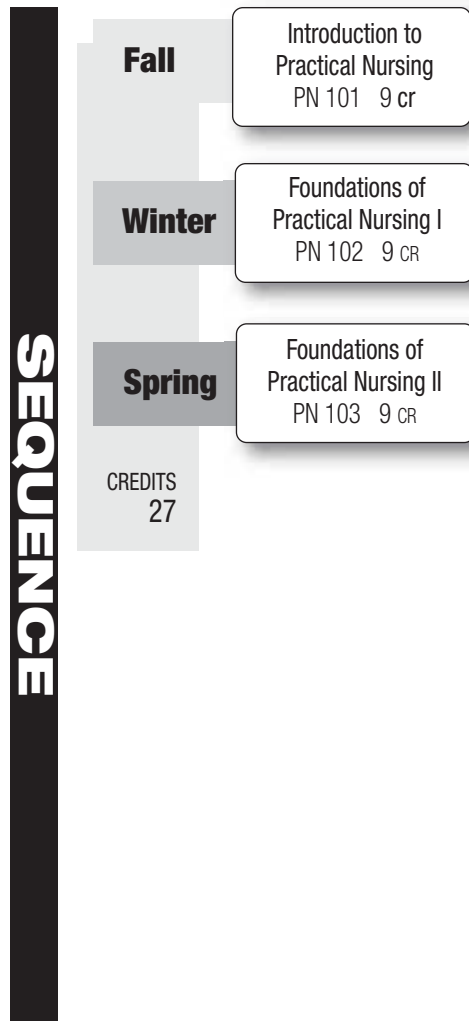 SEQUENCE
Fall
Introduction to
Practical Nursing
PN 101 9 cr
Winter
Foundations of
Practical Nursing I
PN 102 9 CR
Spring
Foundations of
Practical Nursing II
PN 103 9 CR
CREDITS
27